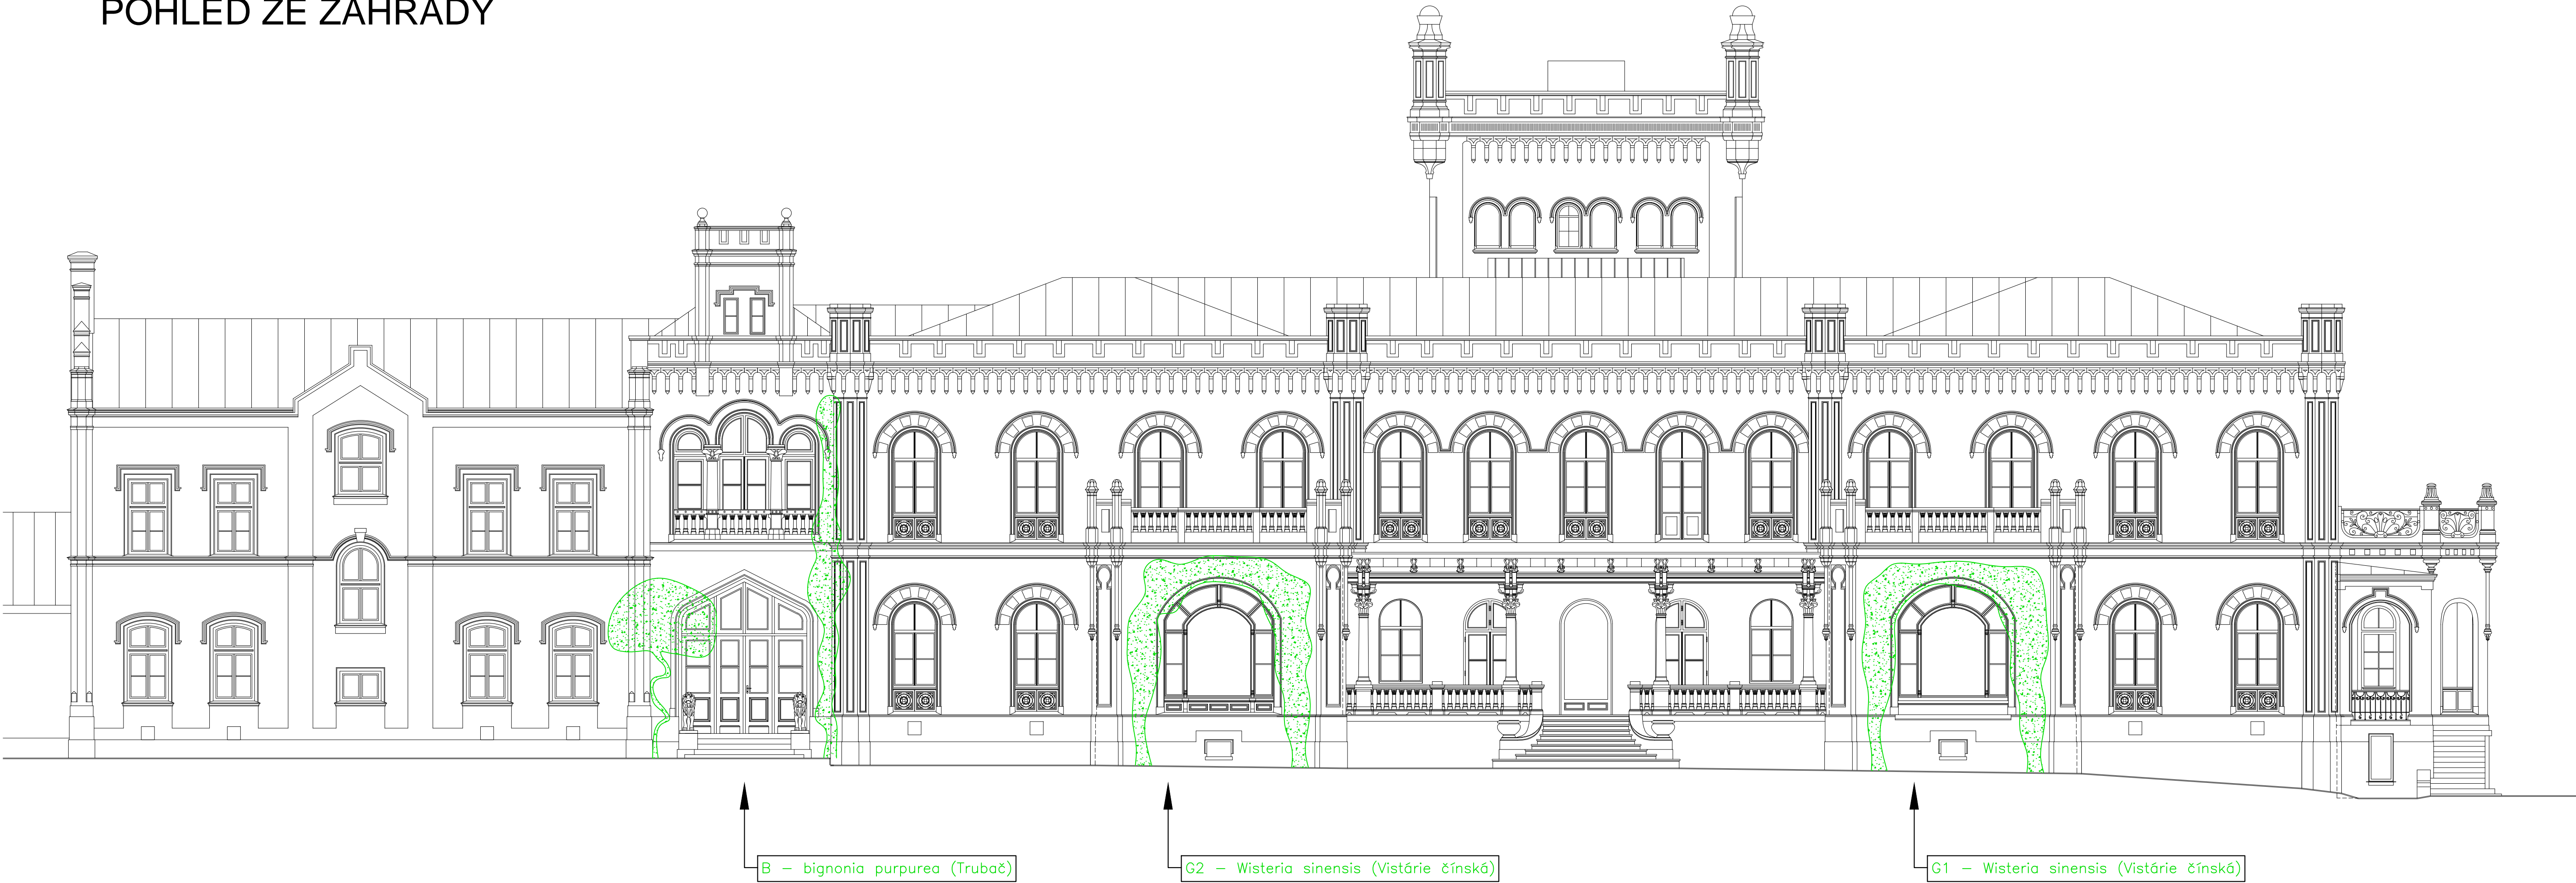 POHLED ZE ZAHRADY
B – bignonia purpurea (Trubač)
G2 – Wisteria sinensis (Vistárie čínská)
G1 – Wisteria sinensis (Vistárie čínská)